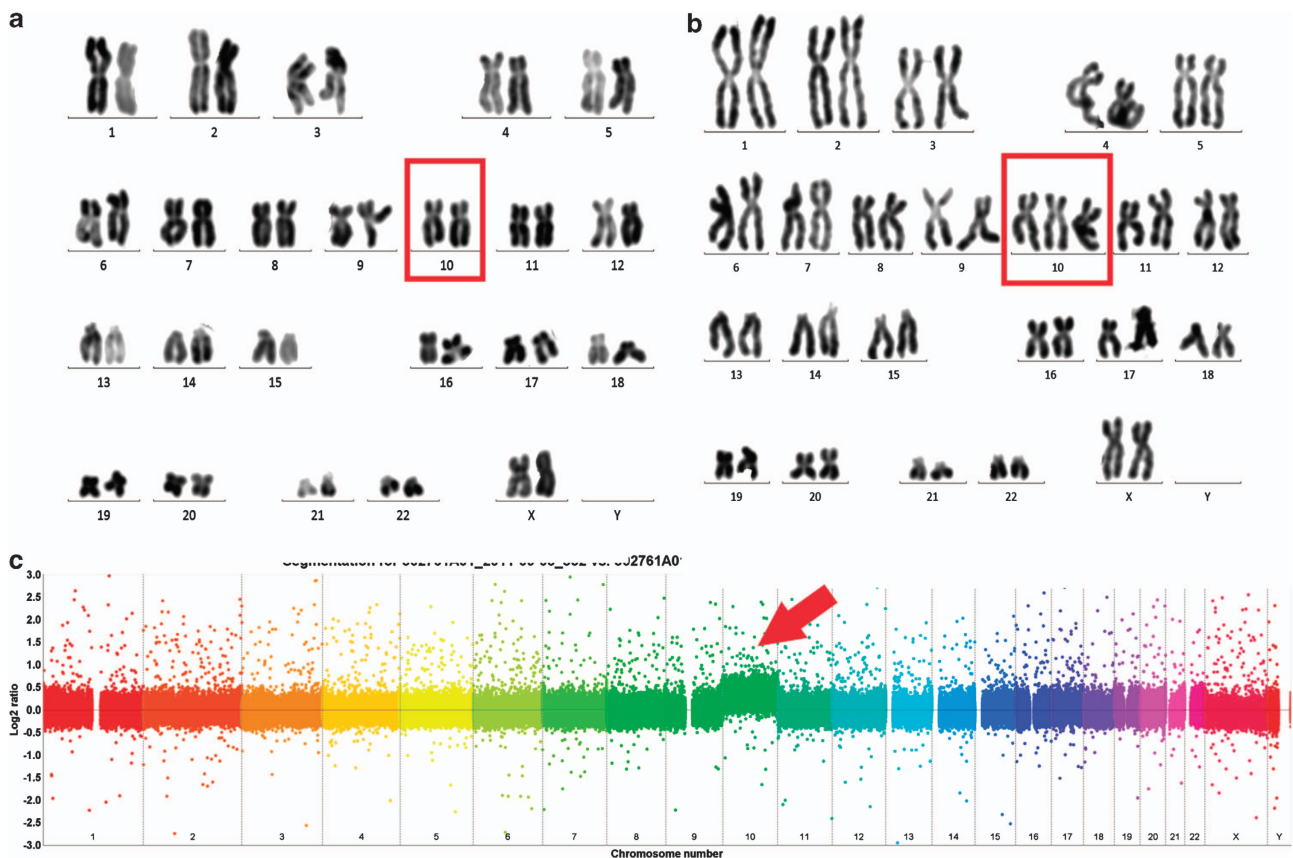 a
1 2 3 4 5
6 7 8 9 10 11 12
13 14 15 16 17 18
19 20 21 22 X Y
b
1 2 3 4 5
6 7 8 9 10 11 12
13 14 15 16 17 18
19 20 21 22 X Y
c
Segmentation for vs.
Log2 ratio
3.0
2.5
2.0
1.5
1.0
0.5
0.0
-0.5
-1.0
-1.5
-2.0
-2.5
-3.0
1 2 3 4 5 6 7 8 9 10 11 12 13 14 15 16 17 18 19 20 21 22 X Y
Chromosome number